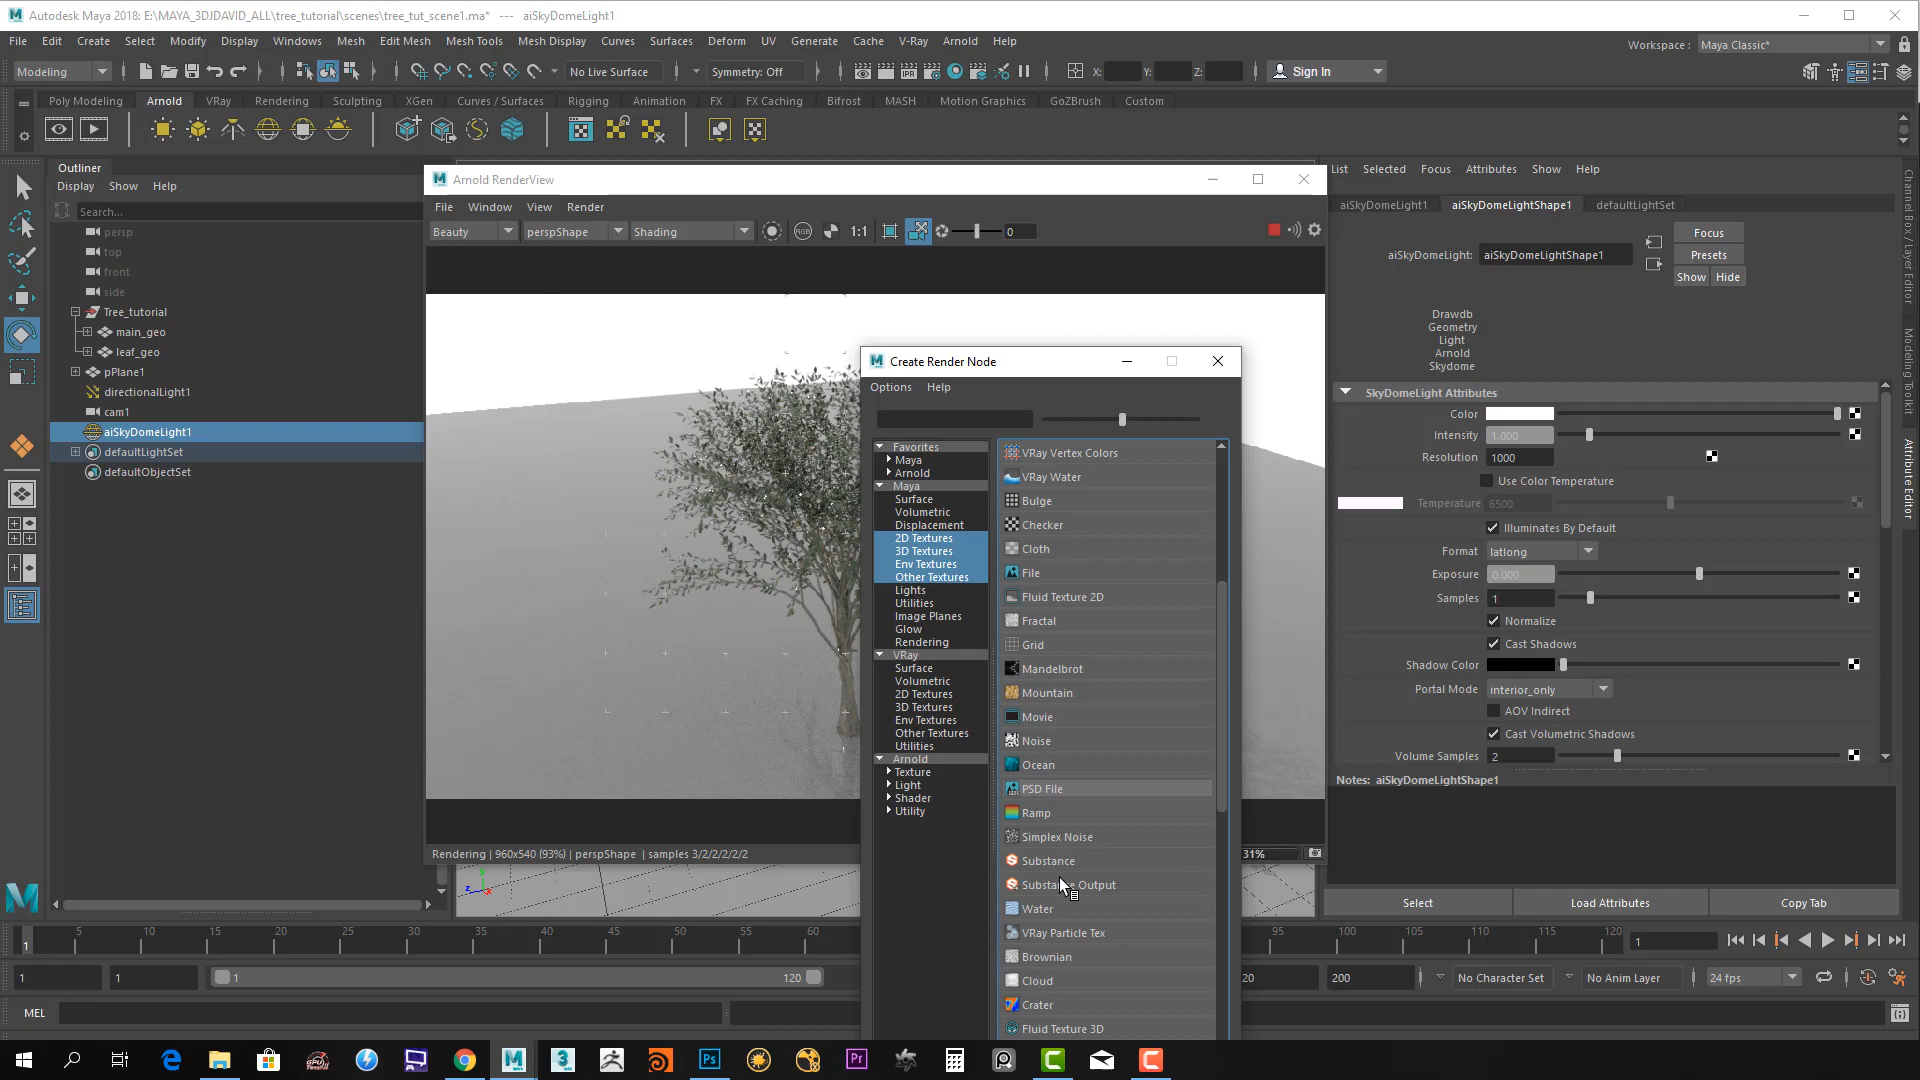 Autodesk Maya 2018: E:\MAYA_3DJDAVID_ALL\tree_tutorial\scenes\tree_tut_scene1.ma* --- aiSkyDomeLight1
File Edit Create Select Modify Display Windows Mesh Edit Mesh Mesh Tools Mesh Display Curves Surfaces Deform UV Generate Cache V-Ray Arnold Help
Workspace : Maya Classic*
Modeling No Live Surface Symmetry: Off X: Y: Z: Sign In
Poly Modeling Arnold VRay Rendering Sculpting XGen Curves / Surfaces Rigging Animation FX FX Caching Bifrost MASH Motion Graphics GoZBrush Custom
IPR
Outliner
Display Show Help
Search...
persp
top
front
side
Tree_tutorial
main_geo
leaf_geo
pPlane1
directionalLight1
cam1
aiSkyDomeLight1
defaultLightSet
defaultObjectSet
Arnold RenderView
File Window View Render
Beauty perspShape Shading RGB 1:1 0
Rendering | 960x540 (93%) | perspShape | samples 3/2/2/2/2/2
31%
Create Render Node
Options Help
Favorites
Maya
Arnold
Maya
Surface
Volumetric
Displacement
2D Textures
3D Textures
Env Textures
Other Textures
Lights
Utilities
Image Planes
Glow
Rendering
VRay
Surface
Volumetric
2D Textures
3D Textures
Env Textures
Other Textures
Utilities
Arnold
Texture
Light
Shader
Utility
VRay Vertex Colors
VRay Water
Bulge
Checker
Cloth
File
Fluid Texture 2D
Fractal
Grid
Mandelbrot
Mountain
Movie
Noise
Ocean
PSD File
Ramp
Simplex Noise
Substance
Substance Output
Water
VRay Particle Tex
Brownian
Cloud
Crater
Fluid Texture 3D
List Selected Focus Attributes Show Help
aiSkyDomeLight1 aiSkyDomeLightShape1 defaultLightSet
aiSkyDomeLight: aiSkyDomeLightShape1
Focus
Presets
Show Hide
Drawdb
Geometry
Light
Arnold
Skydome
SkyDomeLight Attributes
Color
Intensity 1.000
Resolution 1000
Use Color Temperature
Temperature 6500
Illuminates By Default
Format latlong
Exposure 0.000
Samples 1
Normalize
Cast Shadows
Shadow Color
Portal Mode interior_only
AOV Indirect
Cast Volumetric Shadows
Volume Samples 2
Notes: aiSkyDomeLightShape1
Select Load Attributes Copy Tab
Channel Box / Layer Editor
Modeling Toolkit
Attribute Editor
z x
1 5 10 15 20 25 30 35 40 45 50 55 60 95 100 105 110 115 120 1
1 1 1 120 20 200 No Character Set No Anim Layer 24 fps
MEL
Ps
Pr